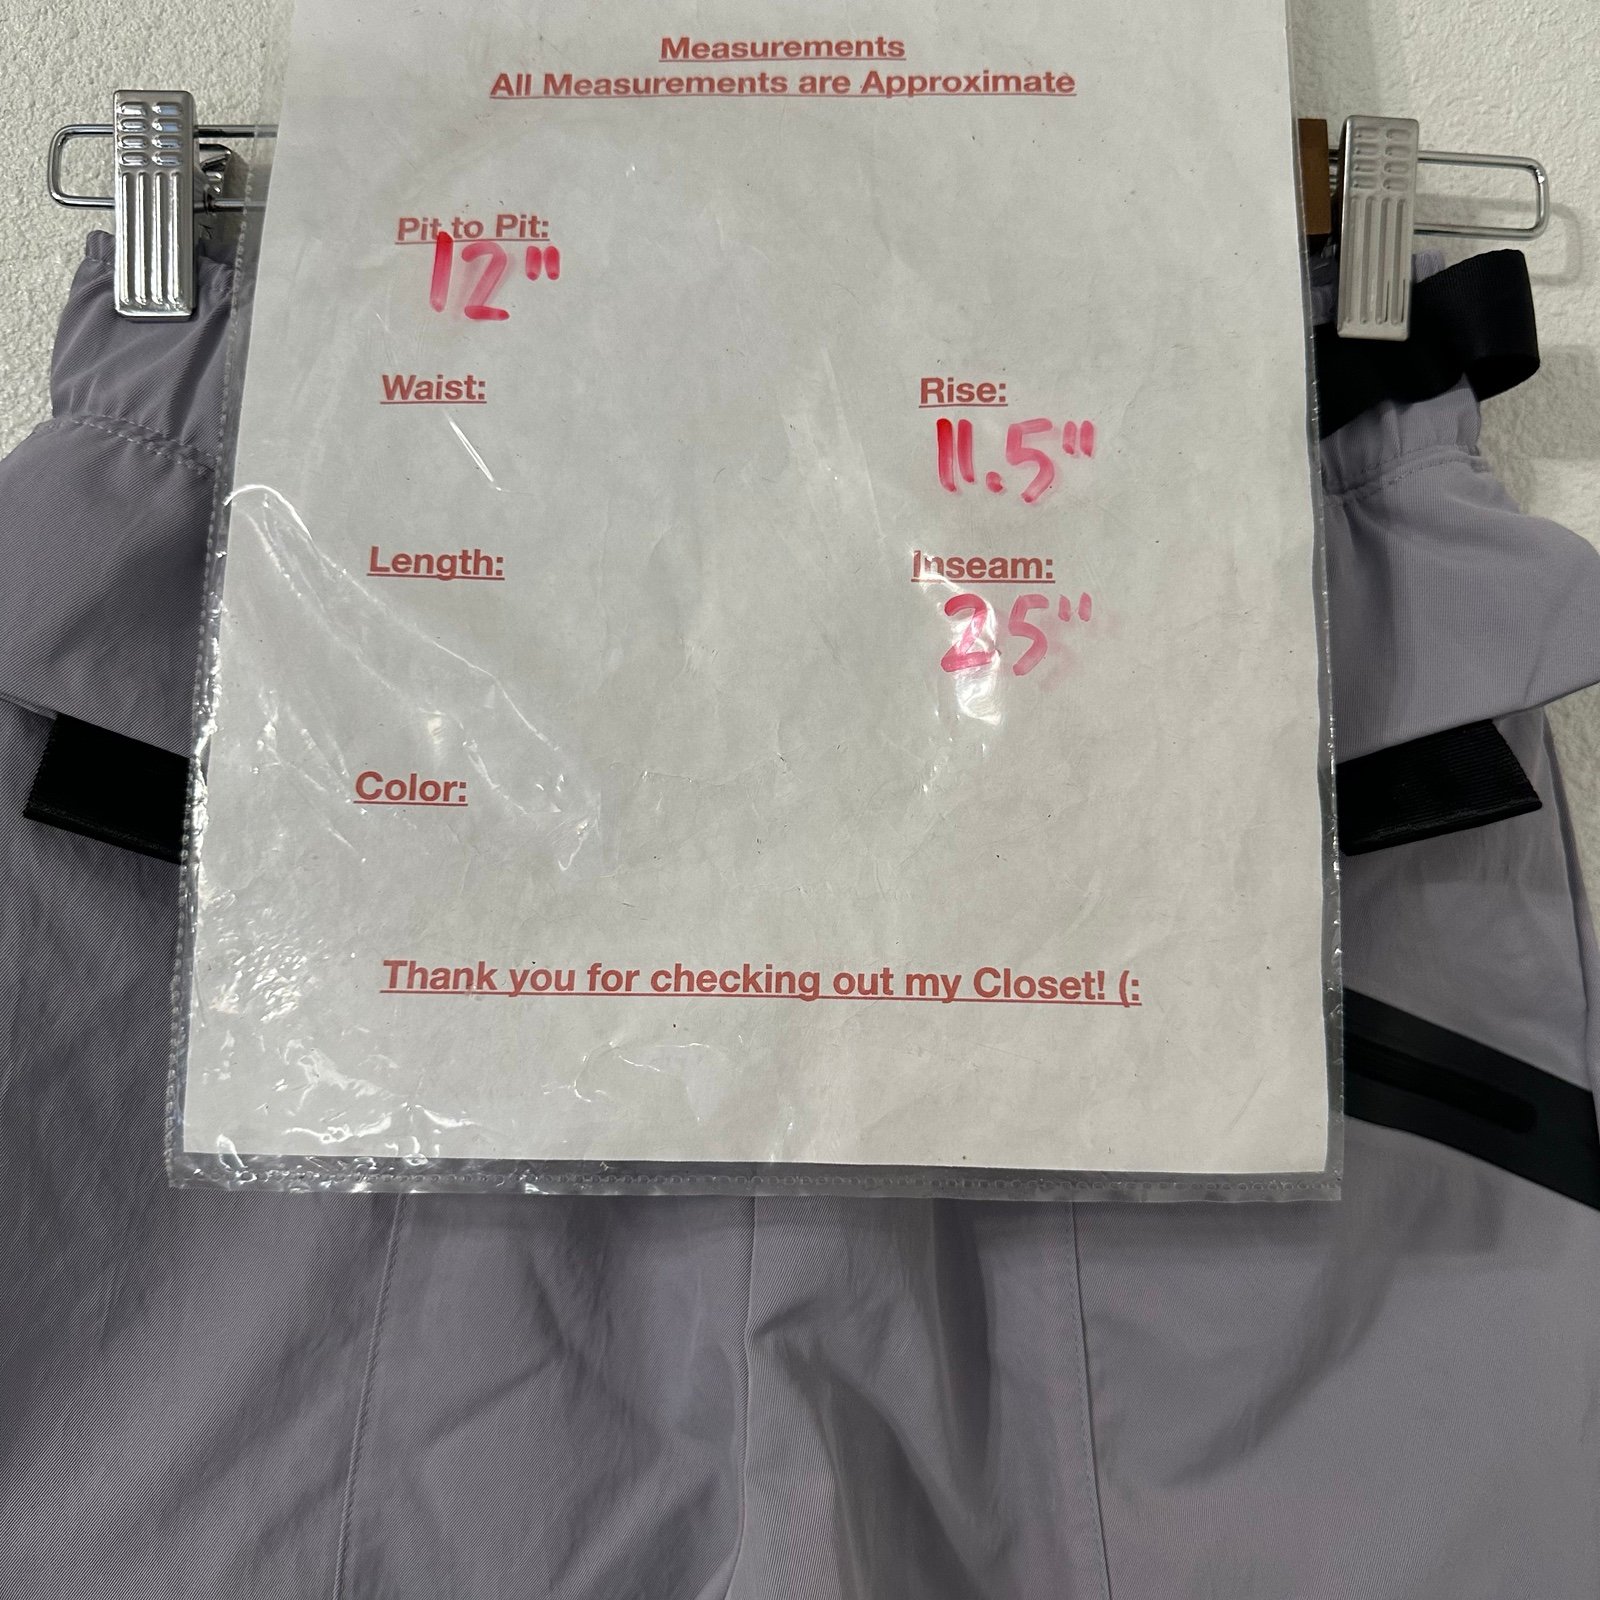 Measurements
All Measurements are Approximate
Pit to Pit:
12"
Waist:
Rise:
11.5"
Length:
Inseam:
25"
Color:
Thank you for checking out my Closet! (: